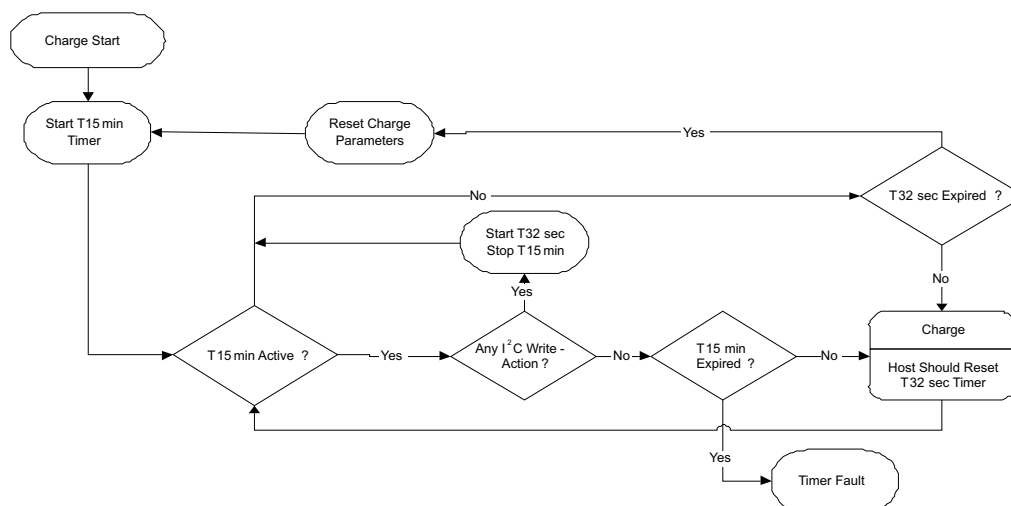 Charge Start
Start T15 min
Timer
Reset Charge
Parameters
Yes
T32 sec Expired ?
No
Start T32 sec
Stop T15 min
Yes
No
T15 min Active ?
Yes
Any I²C Write -
Action ?
No
T15 min
Expired ?
No
Charge
Host Should Reset
T32 sec Timer
Yes
Timer Fault